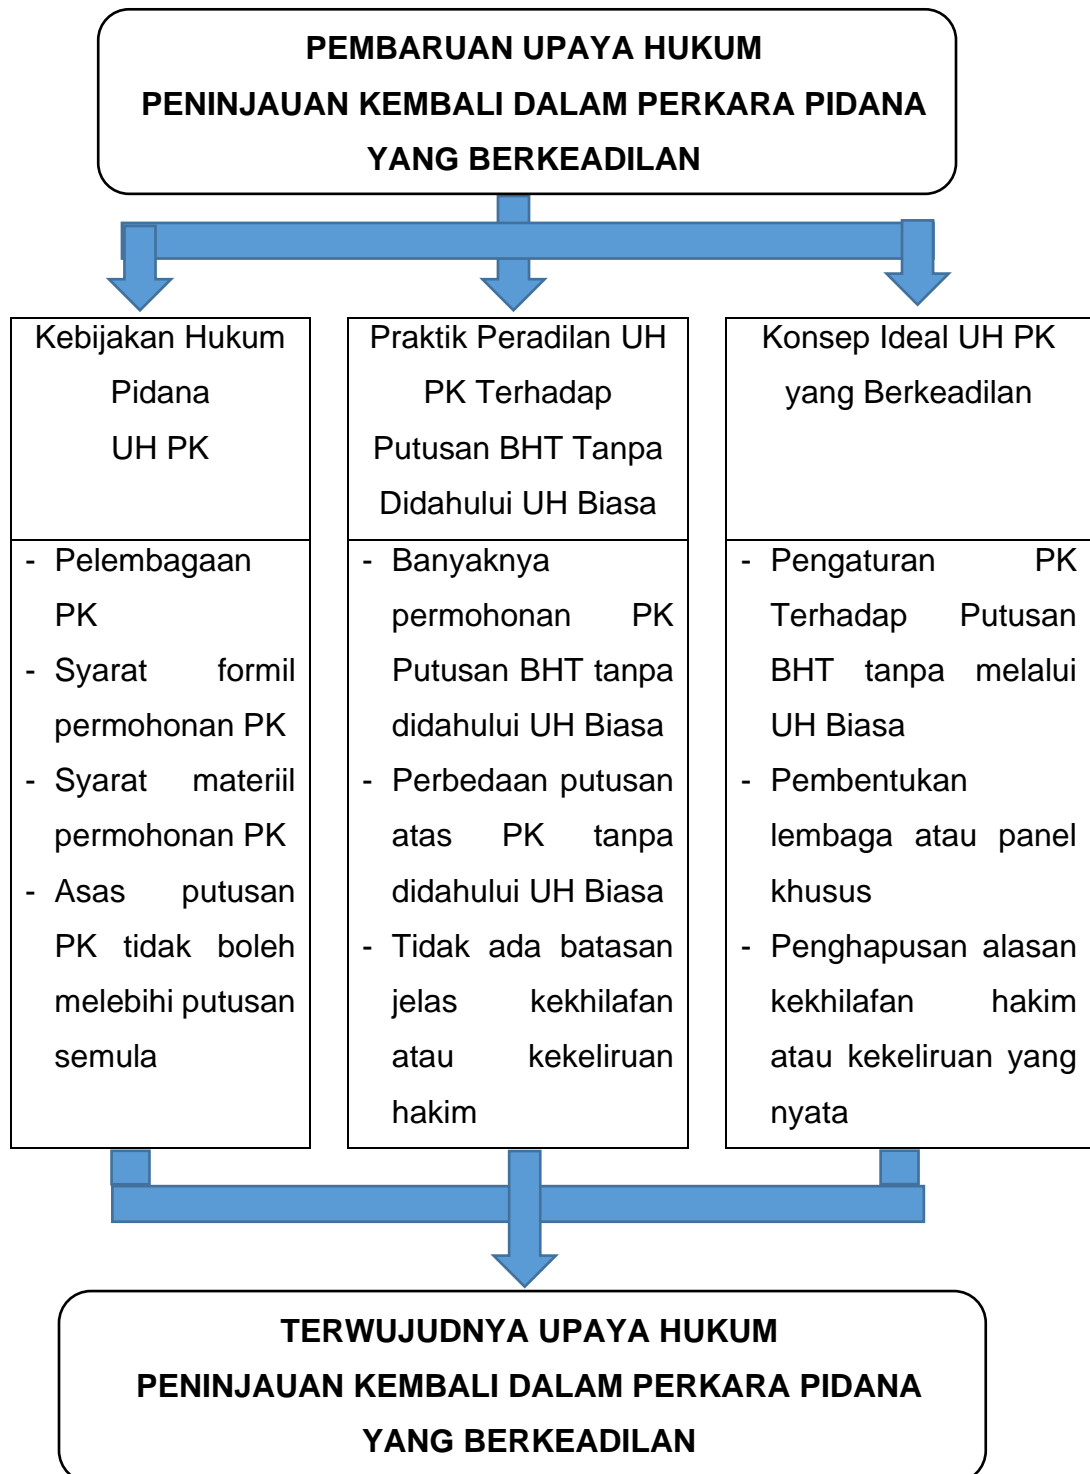 PEMBARUAN UPAYA HUKUM
PENINJAUAN KEMBALI DALAM PERKARA PIDANA
YANG BERKEADILAN
Kebijakan Hukum
Pidana
UH PK
- Pelembagaan
PK
- Syarat formil
permohonan PK
- Syarat materiil
permohonan PK
- Asas putusan
PK tidak boleh
melebihi putusan
semula
Praktik Peradilan UH
PK Terhadap
Putusan BHT Tanpa
Didahului UH Biasa
- Banyaknya
permohonan PK
Putusan BHT tanpa
didahului UH Biasa
- Perbedaan putusan
atas PK tanpa
didahului UH Biasa
- Tidak ada batasan
jelas kekhilafan
atau kekeliruan
hakim
Konsep Ideal UH PK
yang Berkeadilan
- Pengaturan PK
Terhadap Putusan
BHT tanpa melalui
UH Biasa
- Pembentukan
lembaga atau panel
khusus
- Penghapusan alasan
kekhilafan hakim
atau kekeliruan yang
nyata
TERWUJUDNYA UPAYA HUKUM
PENINJAUAN KEMBALI DALAM PERKARA PIDANA
YANG BERKEADILAN